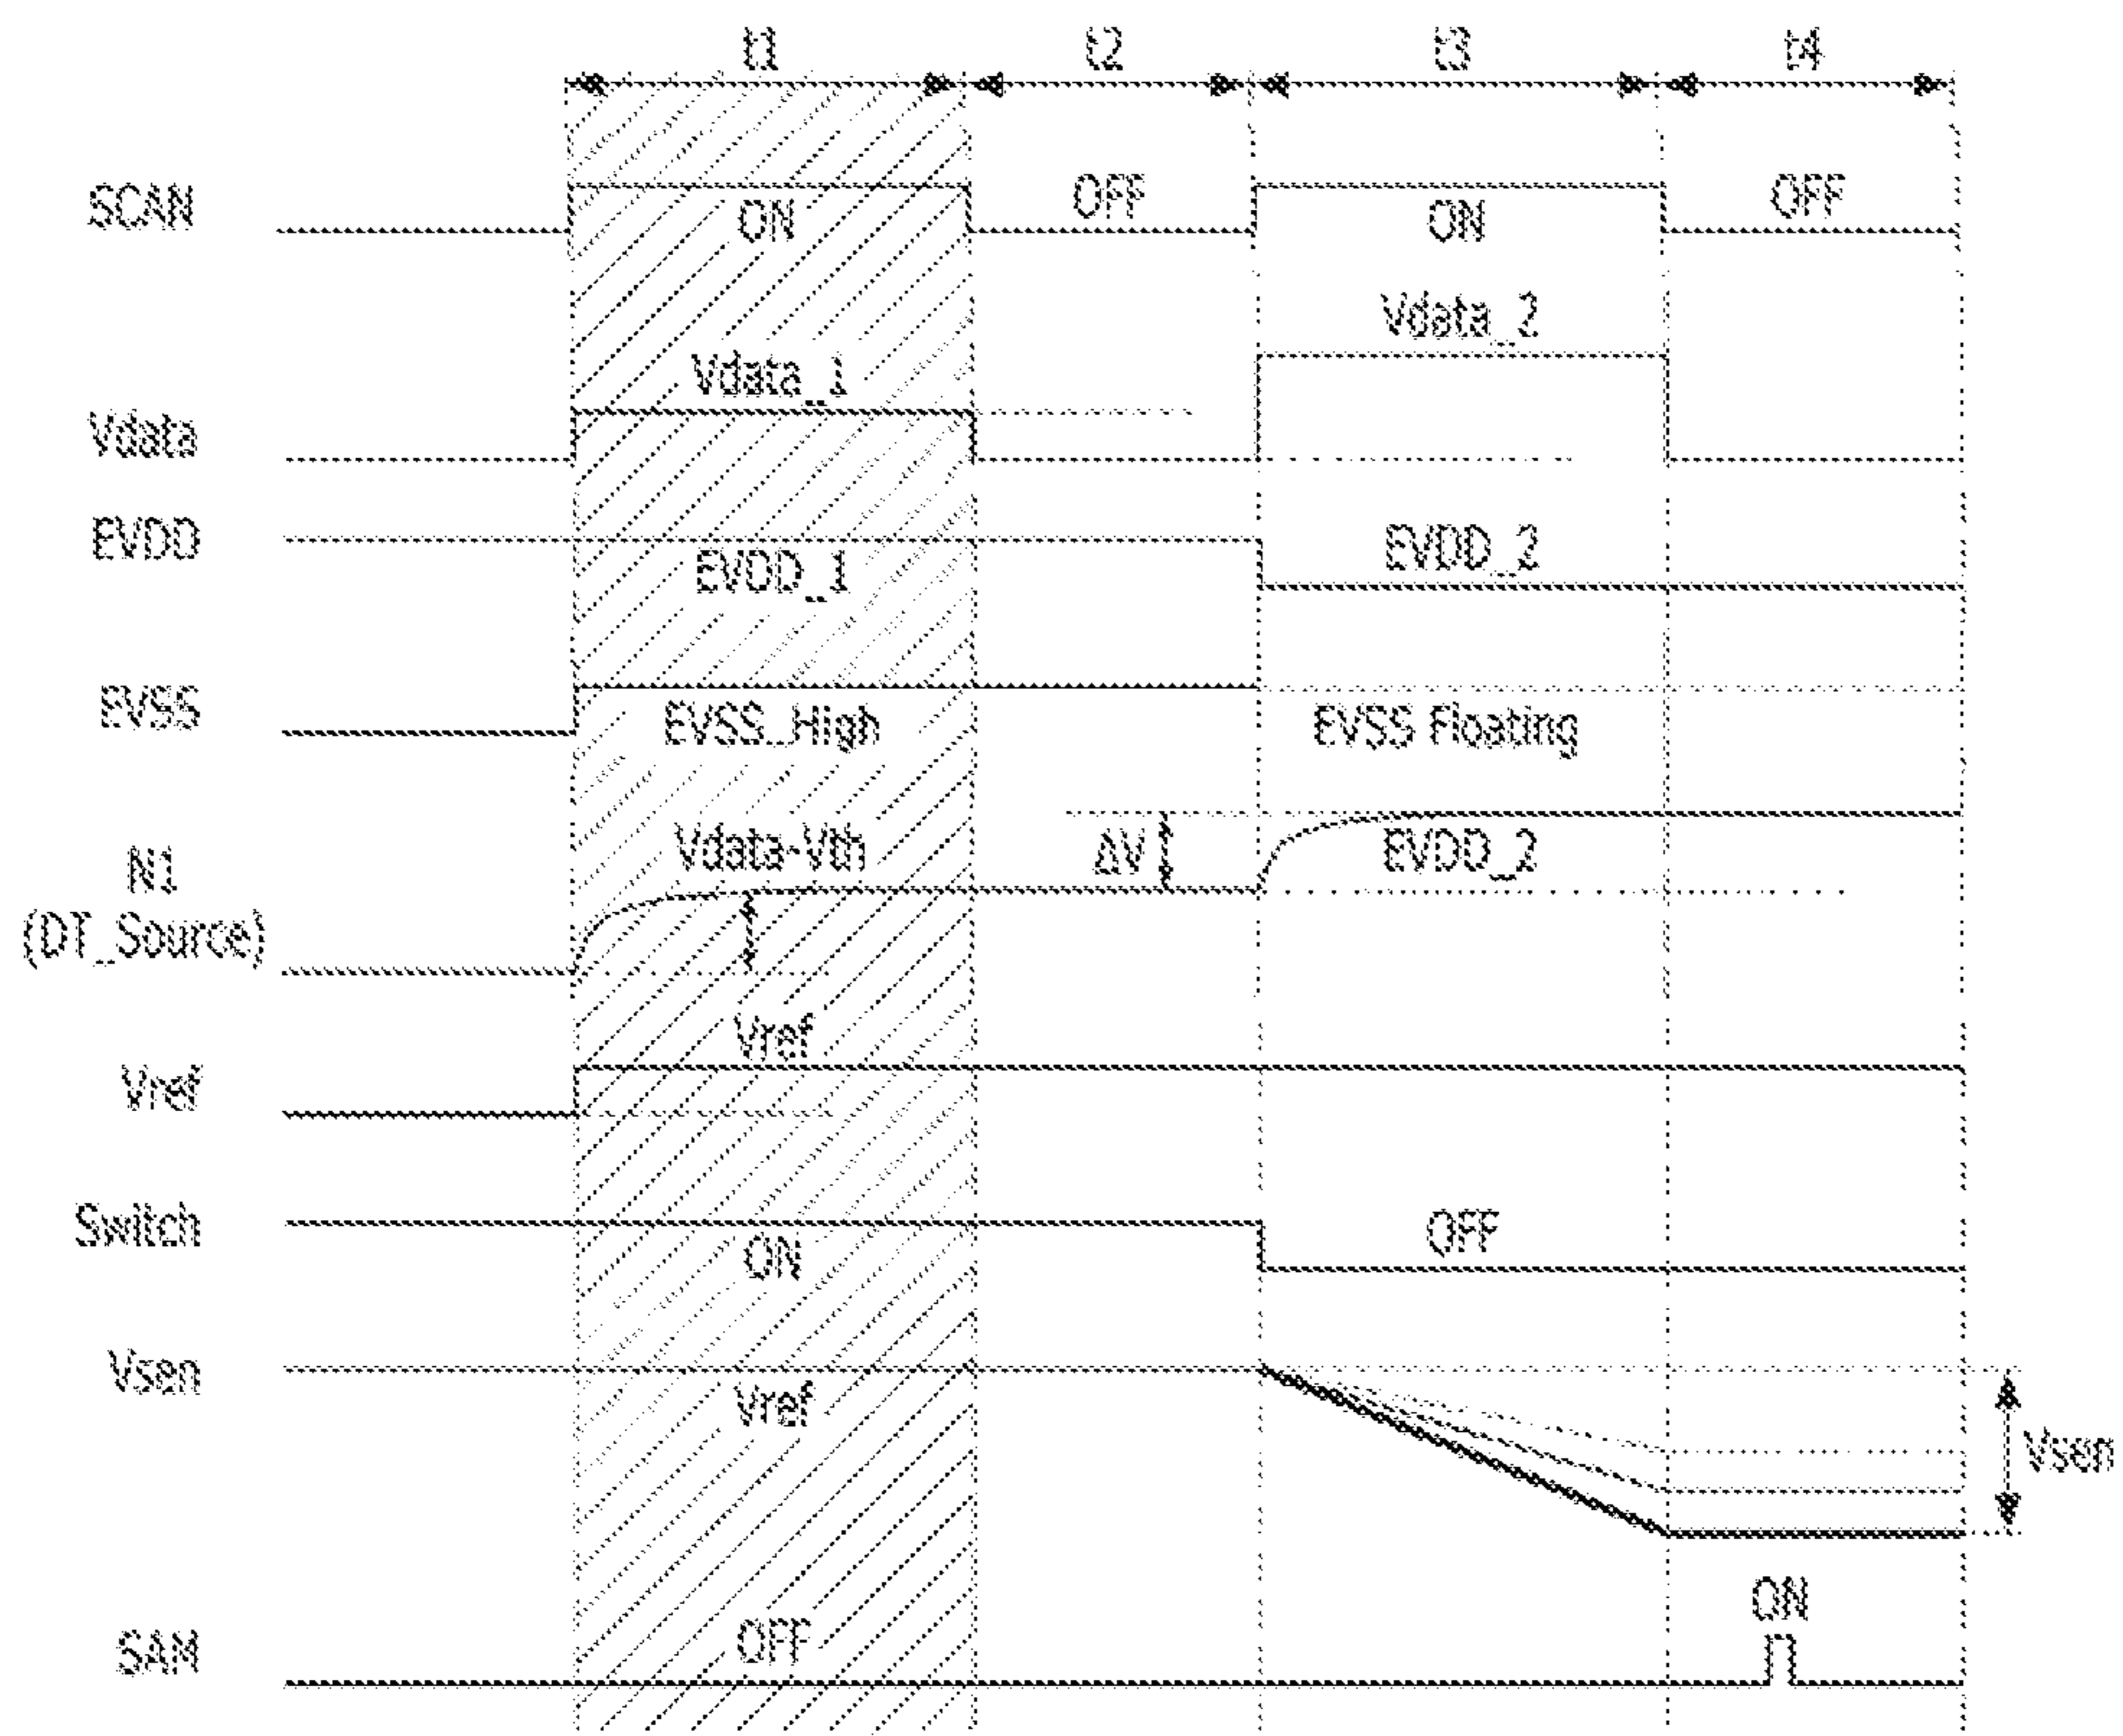 t1 t2 t3 t4
SCAN ON OFF ON OFF
Vdata_2
Vdata_1
Vdata
EVDD EVDD_1 EVDD_2
EVSS EVSS_High EVSS Floating
N1 Vdata-Vth ΔV EVDD_2
(DT_Source)
Vref
Vref
Switch ON OFF
Vsen Vref
Vsen
ON
SAM OFF